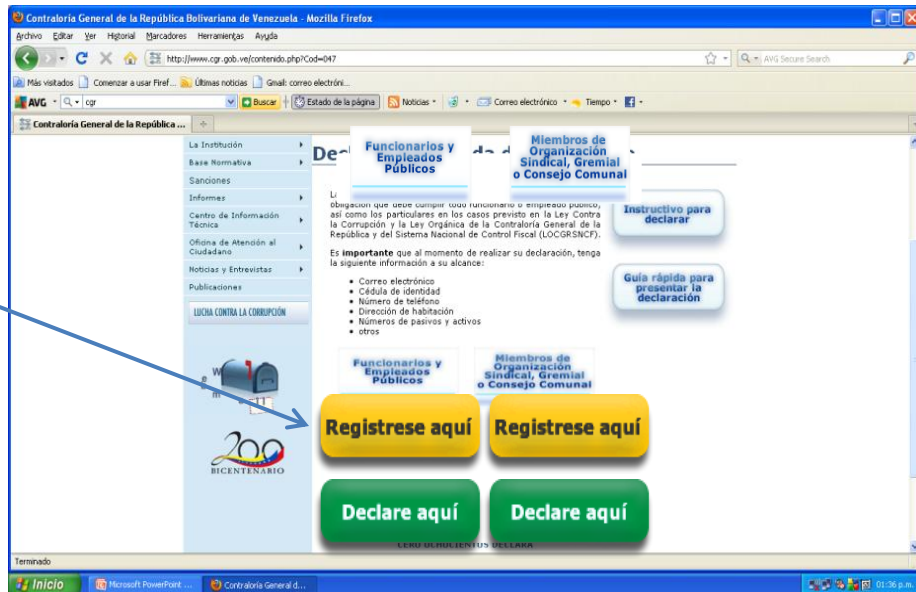 Contraloría General de la República Bolivariana de Venezuela - Mozilla Firefox
Archivo Editar Ver Historial Marcadores Herramientas Ayuda
http://www.cgr.gob.ve/contenido.php?Cod=047
AVG Secure Search
Más visitados Comenzar a usar Firef... Últimas noticias Gmail: correo electróni...
AVG cgr Buscar Estado de la página Noticias Correo electrónico Tiempo
Contraloría General de la República ...
La Institución
Base Normativa
Sanciones
Informes
Centro de Información
Técnica
Oficina de Atención al
Ciudadano
Noticias y Entrevistas
Publicaciones
LUCHA CONTRA LA CORRUPCIÓN
200
BICENTENARIO
Funcionarios y
Empleados
Públicos
Miembros de
Organización
Sindical, Gremial
o Consejo Comunal
obligación que debe cumplir todo funcionario o empleado público,
así como los particulares en los casos previsto en la Ley Contra
la Corrupción y la Ley Orgánica de la Contraloría General de la
República y del Sistema Nacional de Control Fiscal (LOCGRSNCF).
Es importante que al momento de realizar su declaración, tenga
la siguiente información a su alcance:
• Correo electrónico
• Cédula de identidad
• Número de teléfono
• Dirección de habitación
• Números de pasivos y activos
• otros
Instructivo para
declarar
Guía rápida para
presentar la
declaración
Funcionarios y
Empleados
Públicos
Miembros de
Organización
Sindical, Gremial
o Consejo Comunal
Registrese aquí
Registrese aquí
Declare aquí
Declare aquí
Terminado
Inicio
Microsoft PowerPoint ...
Contraloría General d...
01:36 p.m.